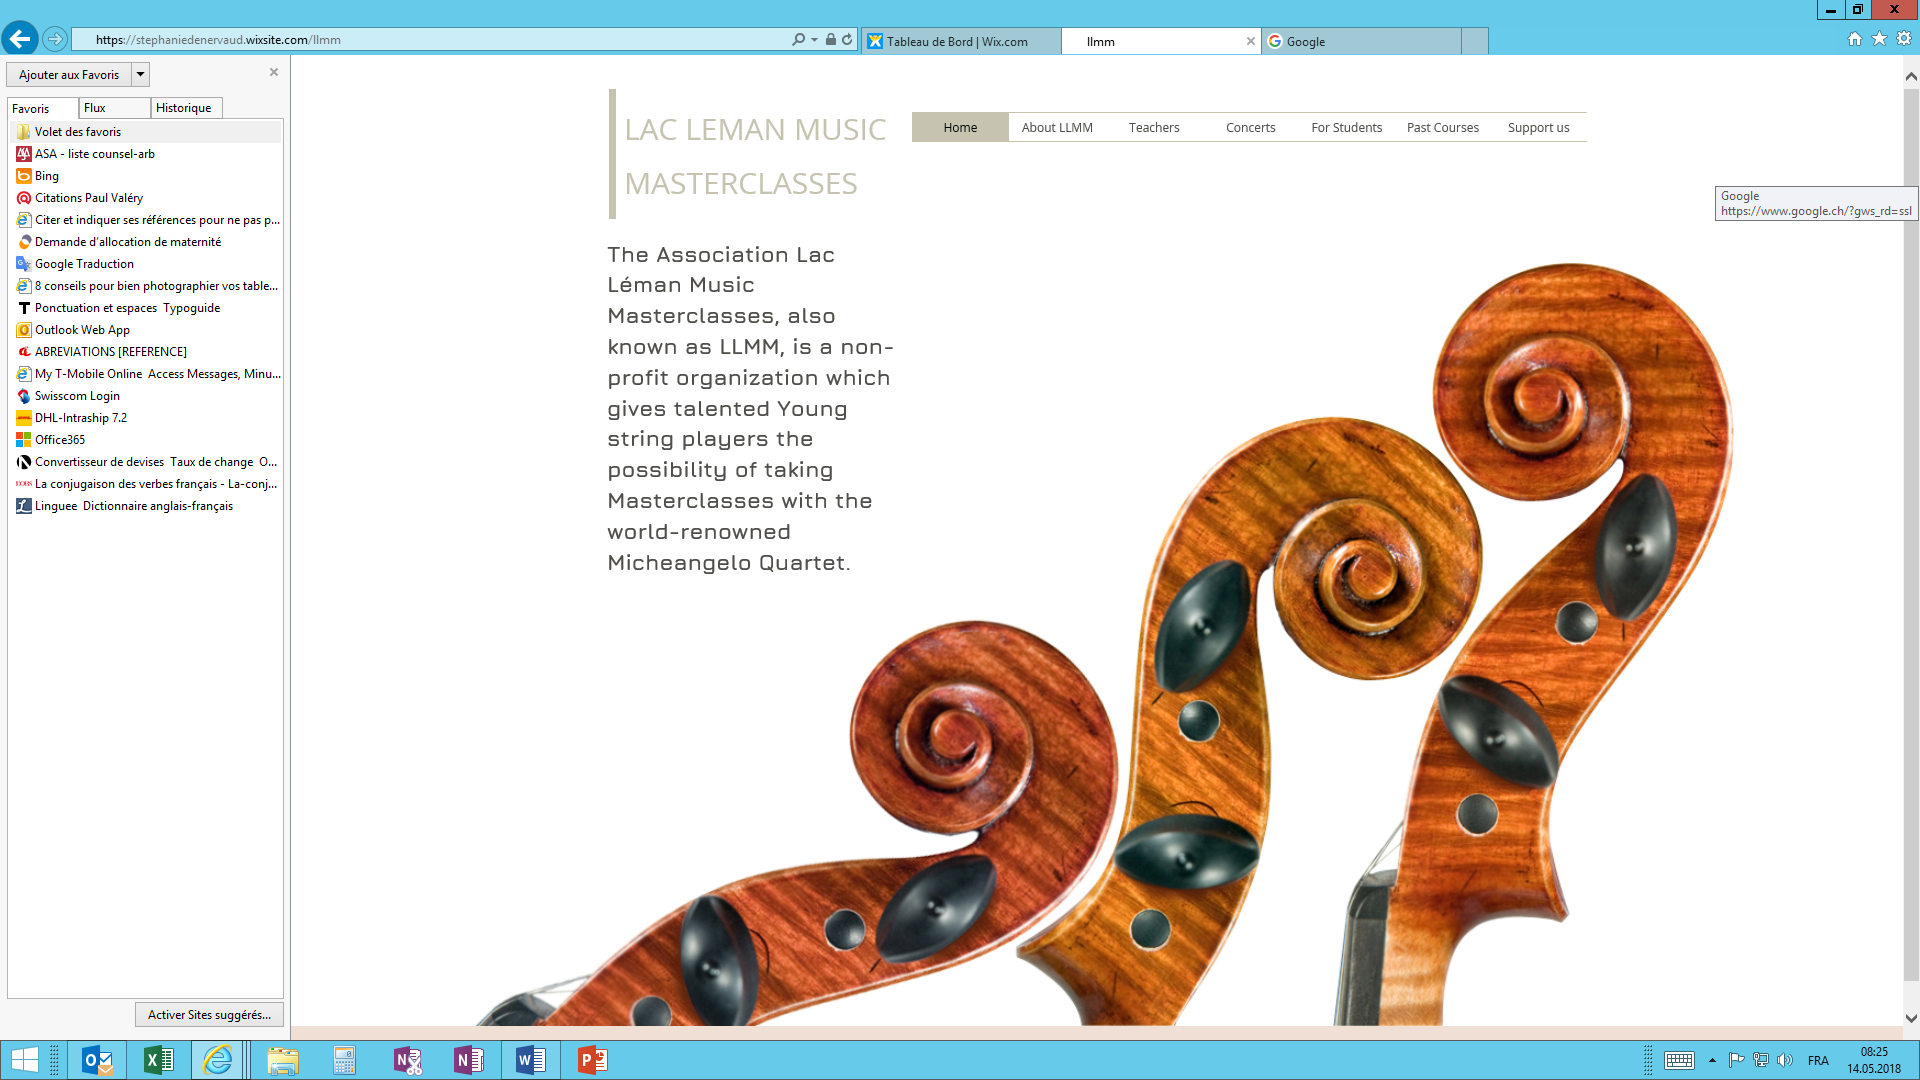 https://stephaniedenervaud.wixsite.com/llmm
Tableau de Bord | Wix.com
llmm
Google
Ajouter aux Favoris
Favoris
Flux
Historique
Volet des favoris
ASA - liste counsel-arb
Bing
Citations Paul Valéry
Citer et indiquer ses références pour ne pas p...
Demande d'allocation de maternité
Google Traduction
8 conseils pour bien photographier vos table...
Ponctuation et espaces Typoguide
Outlook Web App
ABREVIATIONS [REFERENCE]
My T-Mobile Online Access Messages, Minu...
Swisscom Login
DHL-Intraship 7.2
Office365
Convertisseur de devises Taux de change O...
La conjugaison des verbes français - La-conj...
Linguee Dictionnaire anglais-français
Activer Sites suggérés...
LAC LEMAN MUSIC
MASTERCLASSES
Home
About LLMM
Teachers
Concerts
For Students
Past Courses
Support us
Google
https://www.google.ch/?gws_rd=ssl
The Association Lac
Léman Music
Masterclasses, also
known as LLMM, is a non-
profit organization which
gives talented Young
string players the
possibility of taking
Masterclasses with the
world-renowned
Micheangelo Quartet.
FRA
08:25
14.05.2018